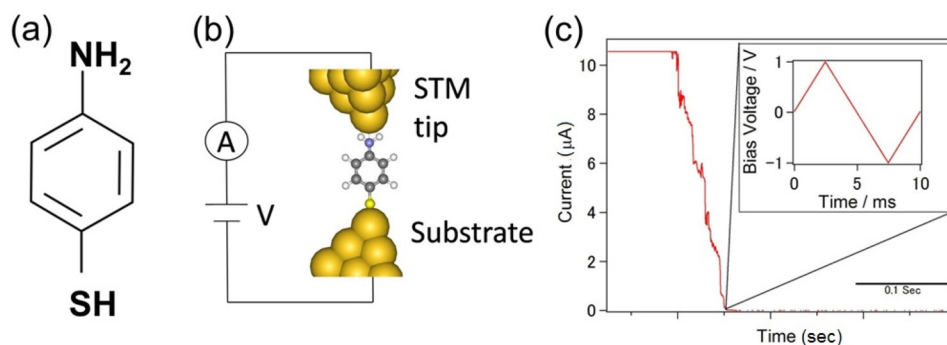 (a)
NH₂
SH
(b)
A
V
STM
tip
Substrate
(c)
Current (μA)
10
8
6
4
2
0
Time (sec)
0.1 Sec
Bias Voltage / V
1
0
-1
0
5
10
Time / ms